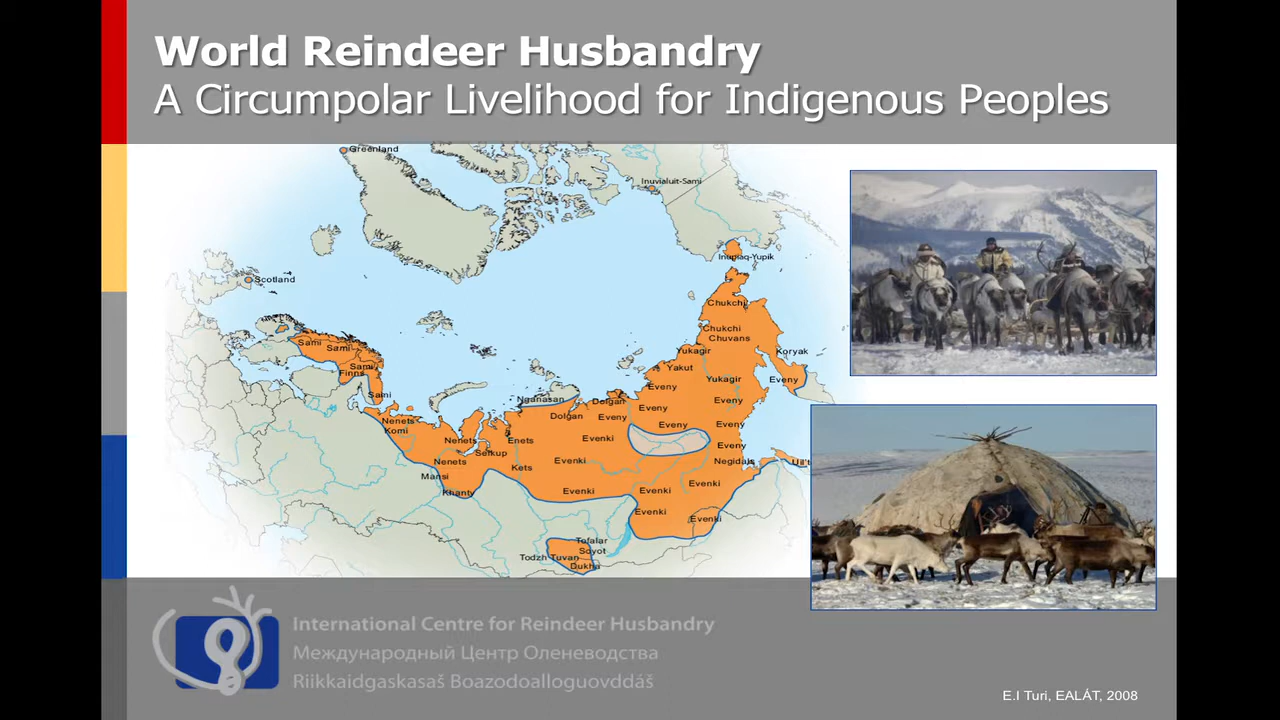 World Reindeer Husbandry
A Circumpolar Livelihood for Indigenous Peoples
Greenland
Inuvialuit-Sami
Inupiaq-Yupik
Scotland
Chukchi
Chukchi
Chuvans
Sami
Sami
Yukagir
Koryak
Sami
Finns
Yakut
Yukagir
Eveny
Eveny
Sami
Nganasan
Dolgan
Eveny
Eveny
Dolgan
Eveny
Nenets
Komi
Eveny
Eveny
Nenets
Enets
Evenki
Eveny
Selkup
Nenets
Kets
Evenki
Negidals
Mansi
Khanty
Evenki
Evenki
Evenki
Evenki
Evenki
Tofalar
Soyot
Todzh Tuvan
Dukha
International Centre for Reindeer Husbandry
Международный Центр Оленеводства
Riikkaidgaskasaš Boazodoalloguovddáš
E.I Turi, EALÁT, 2008